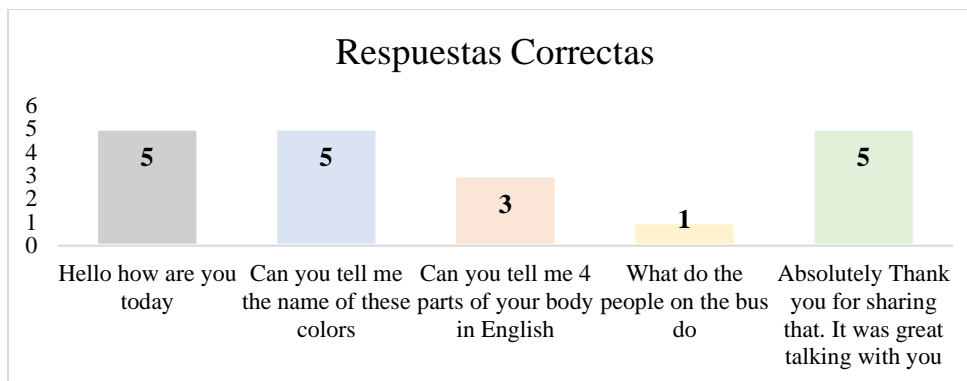 Respuestas Correctas
6
5
4
3
2
1
0
5
5
3
1
5
Hello how are you
today
Can you tell me
the name of these
colors
Can you tell me 4
parts of your body
in English
What do the
people on the bus
do
Absolutely Thank
you for sharing
that. It was great
talking with you